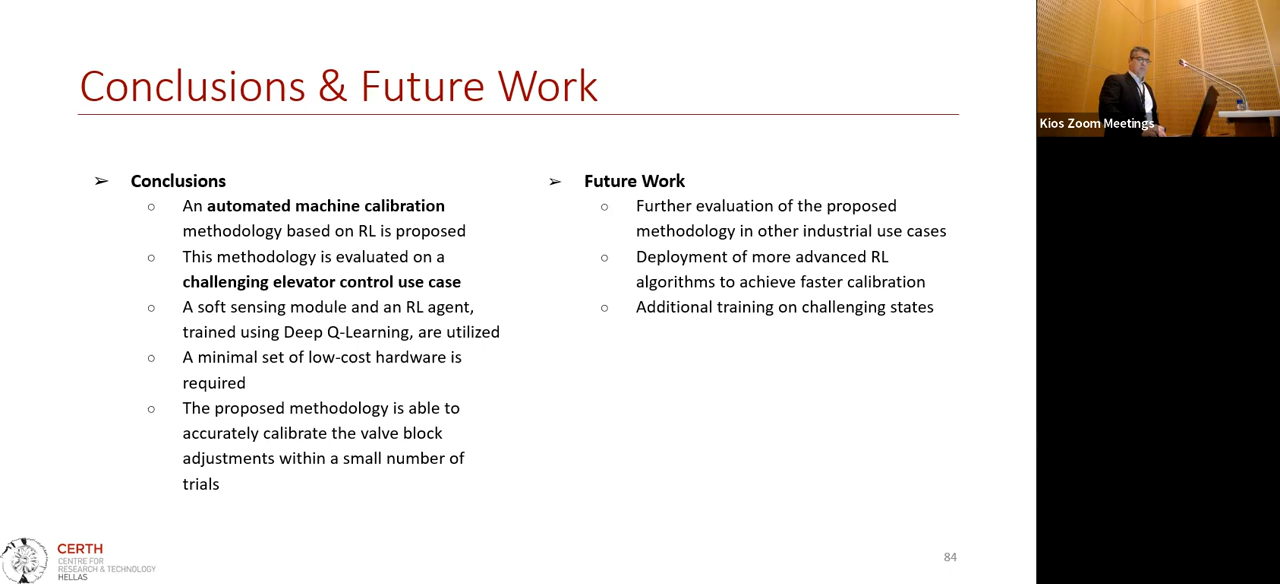 Conclusions & Future Work
➢ Conclusions
○ An automated machine calibration
methodology based on RL is proposed
○ This methodology is evaluated on a
challenging elevator control use case
○ A soft sensing module and an RL agent,
trained using Deep Q-Learning, are utilized
○ A minimal set of low-cost hardware is
required
○ The proposed methodology is able to
accurately calibrate the valve block
adjustments within a small number of
trials
➢ Future Work
○ Further evaluation of the proposed
methodology in other industrial use cases
○ Deployment of more advanced RL
algorithms to achieve faster calibration
○ Additional training on challenging states
CERTH
CENTRE FOR
RESEARCH & TECHNOLOGY
HELLAS
84
Kios Zoom Meetings